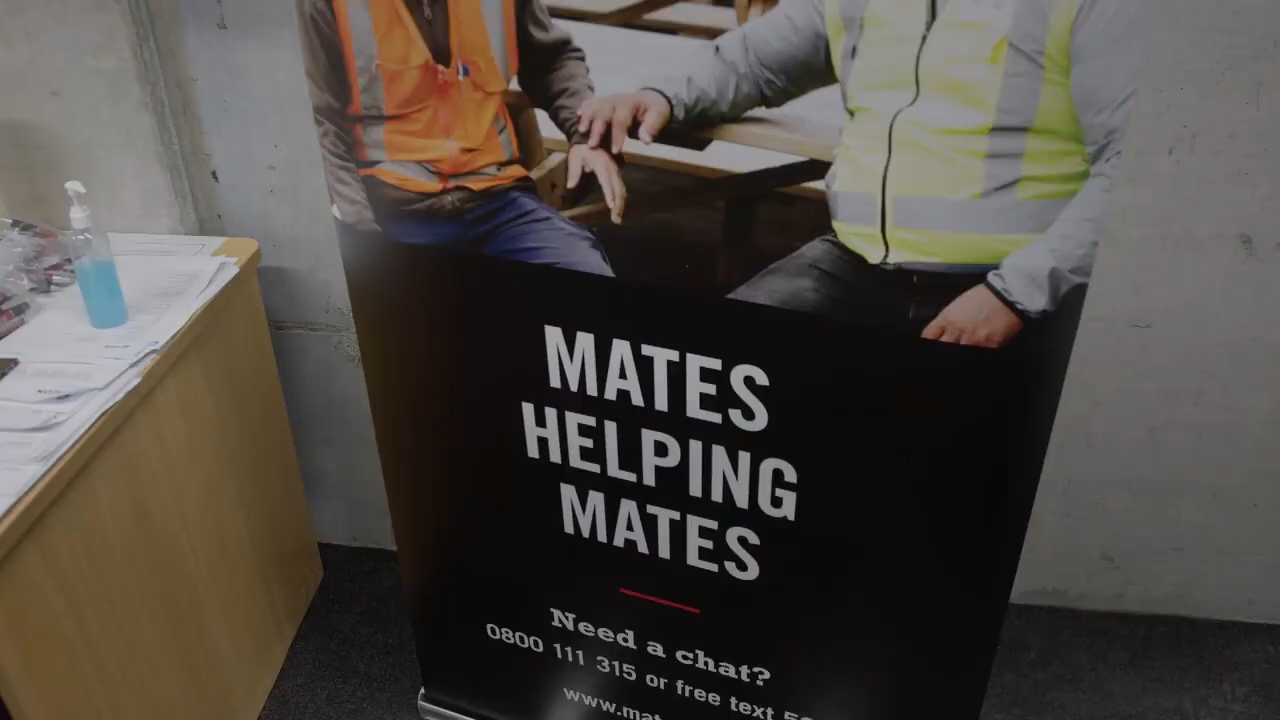 MATES
HELPING
MATES
Need a chat?
0800 111 315 or free text